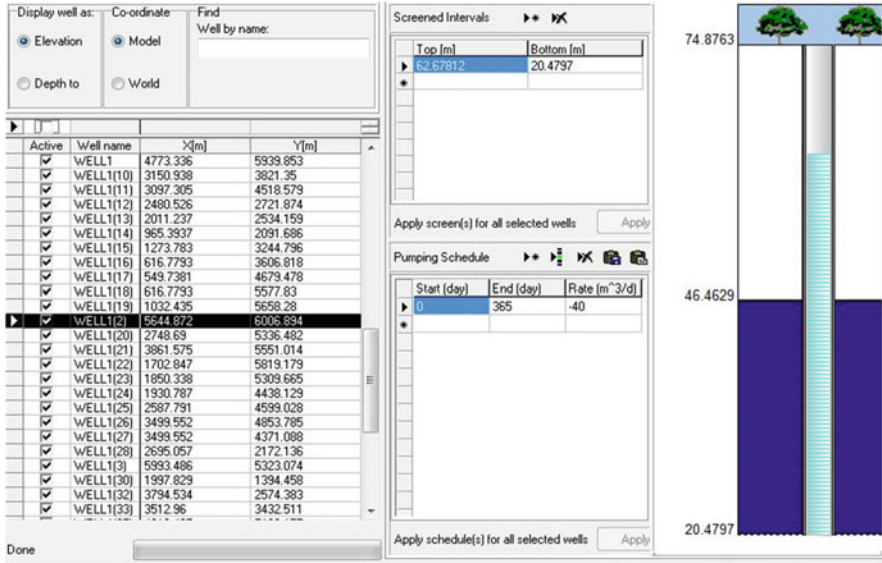 Display well as: Co-ordinate Find
Well by name:
Elevation Model
Depth to World
Active Well name X[m] Y[m]
WELL1 4773.336 5939.853
WELL1(10) 3150.938 3821.35
WELL1(11) 3097.305 4518.579
WELL1(12) 2480.526 2721.874
WELL1(13) 2011.237 2534.159
WELL1(14) 965.3937 2091.686
WELL1(15) 1273.783 3244.796
WELL1(16) 616.7793 3606.818
WELL1(17) 549.7381 4679.478
WELL1(18) 616.7793 5577.83
WELL1(19) 1032.435 5658.28
WELL1(2) 5644.872 6006.894
WELL1(20) 2748.69 5336.482
WELL1(21) 3861.575 5551.014
WELL1(22) 1702.847 5819.179
WELL1(23) 1850.338 5309.665
WELL1(24) 1930.787 4438.129
WELL1(25) 2587.791 4599.028
WELL1(26) 3499.552 4853.785
WELL1(27) 3499.552 4371.088
WELL1(28) 2695.057 2172.136
WELL1(3) 5993.486 5323.074
WELL1(30) 1997.829 1394.458
WELL1(32) 3794.534 2574.383
WELL1(33) 3512.96 3432.511
Done
Screened Intervals
Top [m] Bottom [m]
62.67812 20.4797
Apply screen(s) for all selected wells Apply
Pumping Schedule
Start (day) End (day) Rate (m^3/d)
0 365 -40
Apply schedule(s) for all selected wells Apply
74.8763
46.4629
20.4797